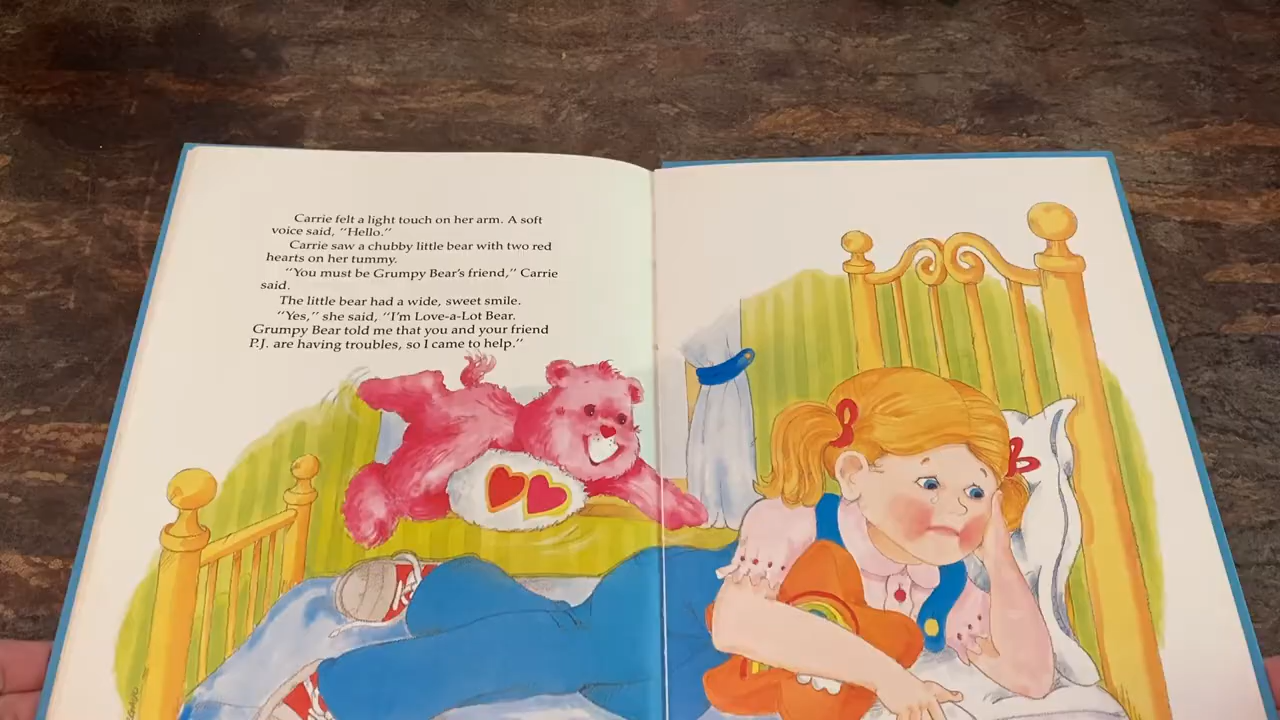 Carrie felt a light touch on her arm. A soft
voice said, "Hello."
Carrie saw a chubby little bear with two red
hearts on her tummy.
"You must be Grumpy Bear's friend," Carrie
said.
The little bear had a wide, sweet smile.
"Yes," she said, "I'm Love-a-Lot Bear.
Grumpy Bear told me that you and your friend
P.J. are having troubles, so I came to help."